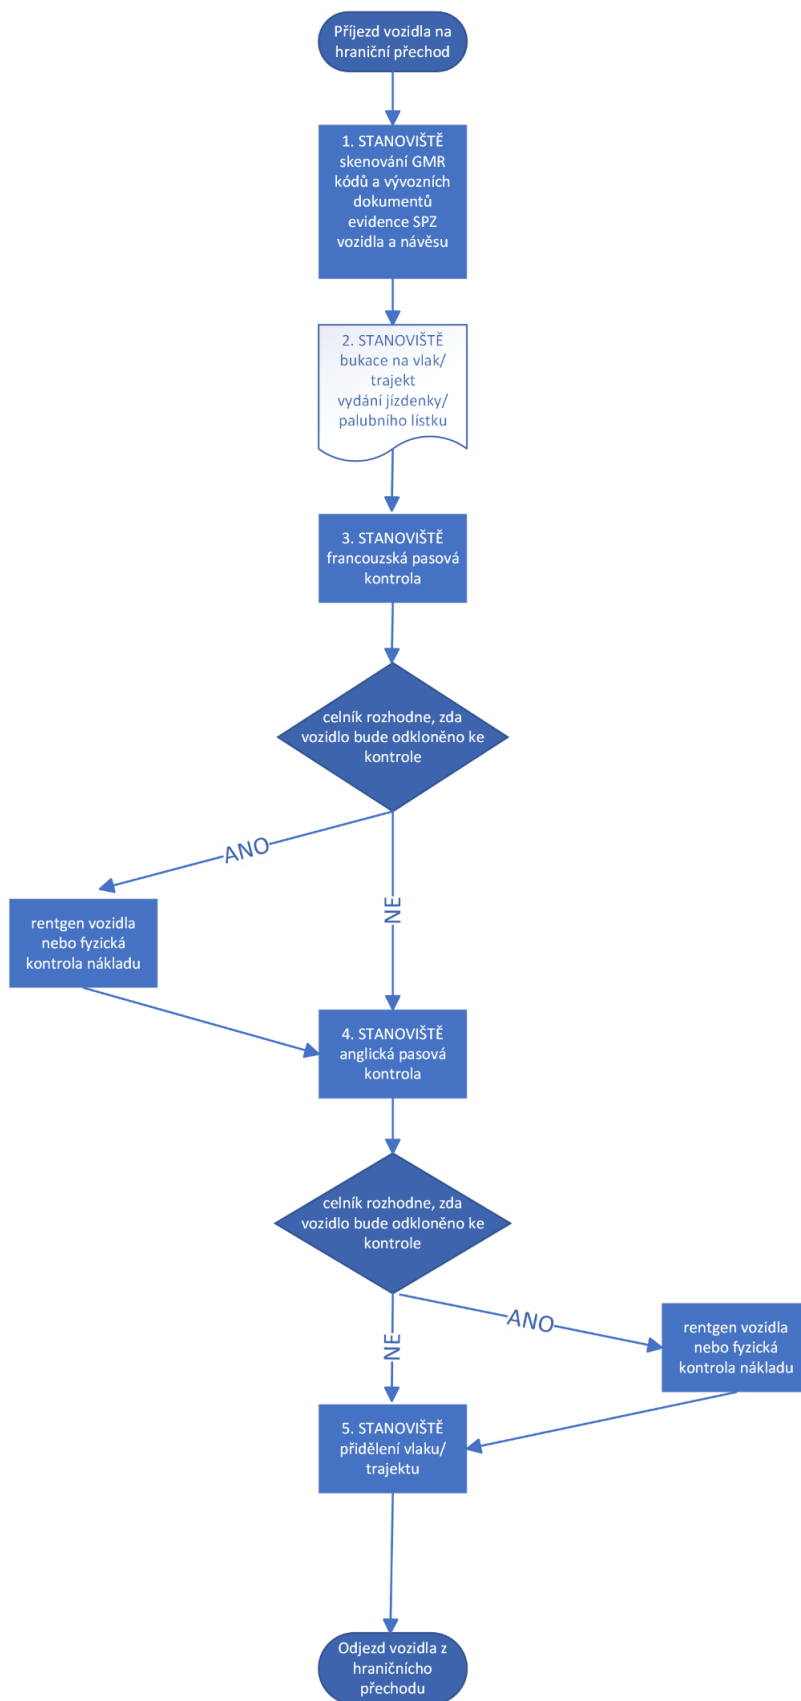 Příjezd vozidla na
hraniční přechod
1. STANOVIŠTĚ
skenování GMR
kódů a vývozních
dokumentů
evidence SPZ
vozidla a návěsu
2. STANOVIŠTĚ
bukace na vlak/
trajekt
vydání jízdenky/
palubního lístku
3. STANOVIŠTĚ
francouzská pasová
kontrola
celník rozhodne, zda
vozidlo bude odkloněno ke
kontrole
ANO
NE
rentgen vozidla
nebo fyzická
kontrola nákladu
4. STANOVIŠTĚ
anglická pasová
kontrola
celník rozhodne, zda
vozidlo bude odkloněno ke
kontrole
ANO
NE
rentgen vozidla
nebo fyzická
kontrola nákladu
5. STANOVIŠTĚ
přidělení vlaku/
trajektu
Odjezd vozidla z
hraničního
přechodu